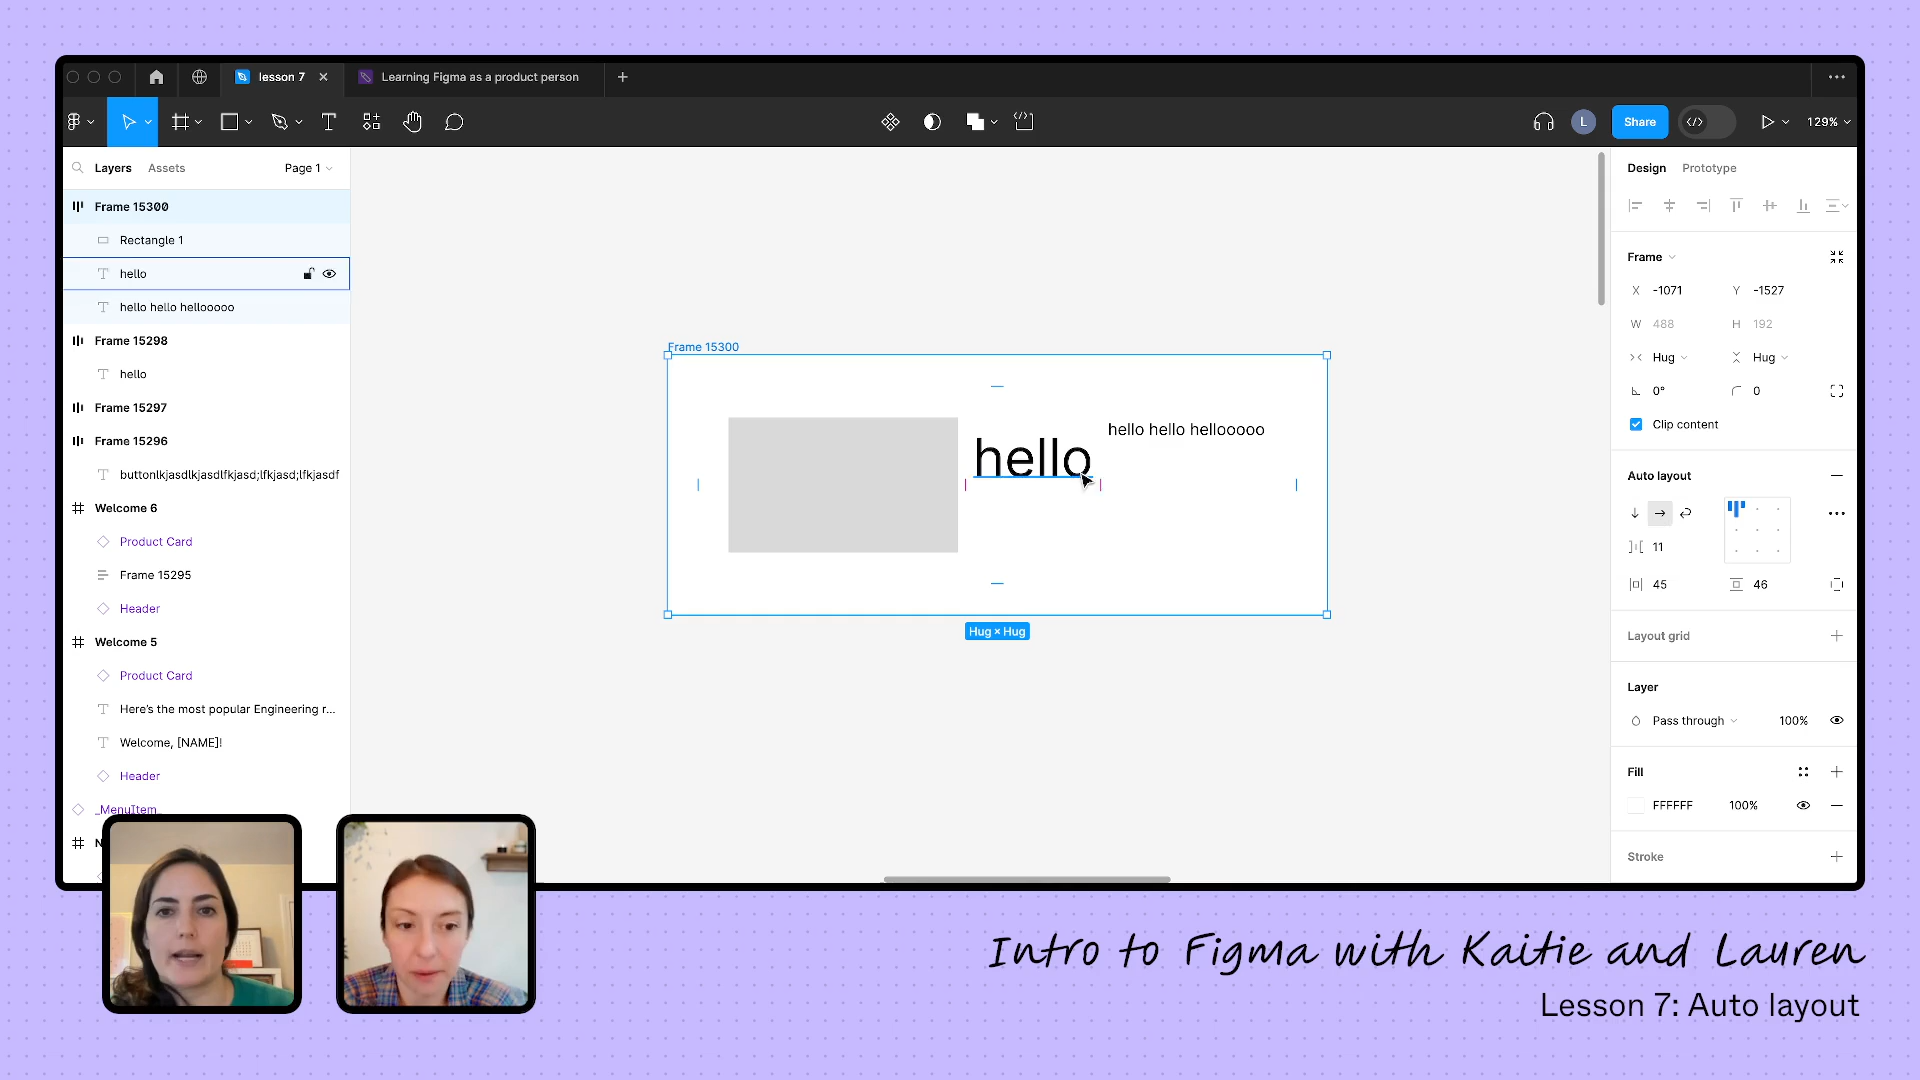 lesson 7
Learning Figma as a product person
L
Share
129%
Layers
Assets
Page 1
Frame 15300
Rectangle 1
hello
hello hello hellooooo
Frame 15298
hello
Frame 15297
Frame 15296
buttonlkjasdlkjasdlfkjasd;lfkjasd;lfkjasdf
Welcome 6
Product Card
Frame 15295
Header
Welcome 5
Product Card
Here's the most popular Engineering r...
Welcome, [NAME]!
Header
_MenuItem_
Frame 15300
hello
hello hello hellooooo
Hug × Hug
Design
Prototype
Frame
X -1071
Y -1527
W 488
H 192
Hug
Hug
0°
0
Clip content
Auto layout
11
45
46
Layout grid
Layer
Pass through
100%
Fill
FFFFFF
100%
Stroke
Intro to Figma with Kaitie and Lauren
Lesson 7: Auto layout